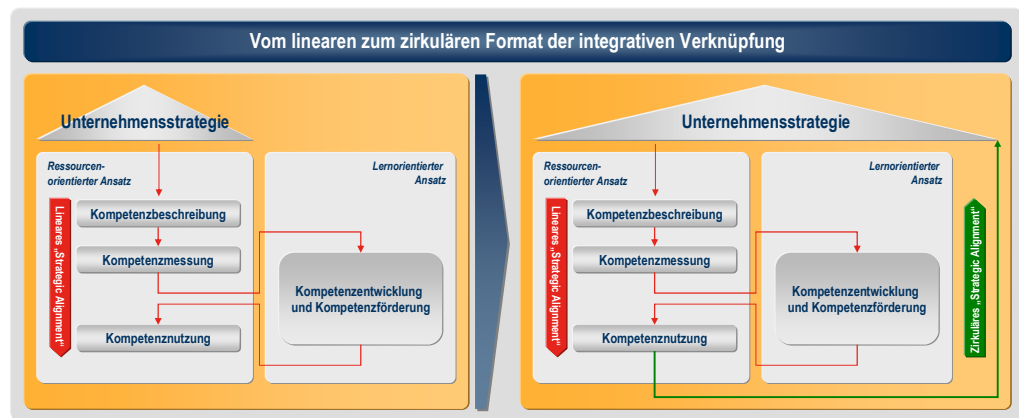 Vom linearen zum zirkulären Format der integrativen Verknüpfung
Unternehmensstrategie
Ressourcen-
orientierter Ansatz
Lernorientierter
Ansatz
Lineares „Strategic Alignment“
Kompetenzbeschreibung
Kompetenzmessung
Kompetenzentwicklung
und Kompetenzförderung
Kompetenznutzung
Unternehmensstrategie
Ressourcen-
orientierter Ansatz
Lernorientierter
Ansatz
Lineares „Strategic Alignment“
Kompetenzbeschreibung
Kompetenzmessung
Kompetenzentwicklung
und Kompetenzförderung
Kompetenznutzung
Zirkuläres „Strategic Alignment“